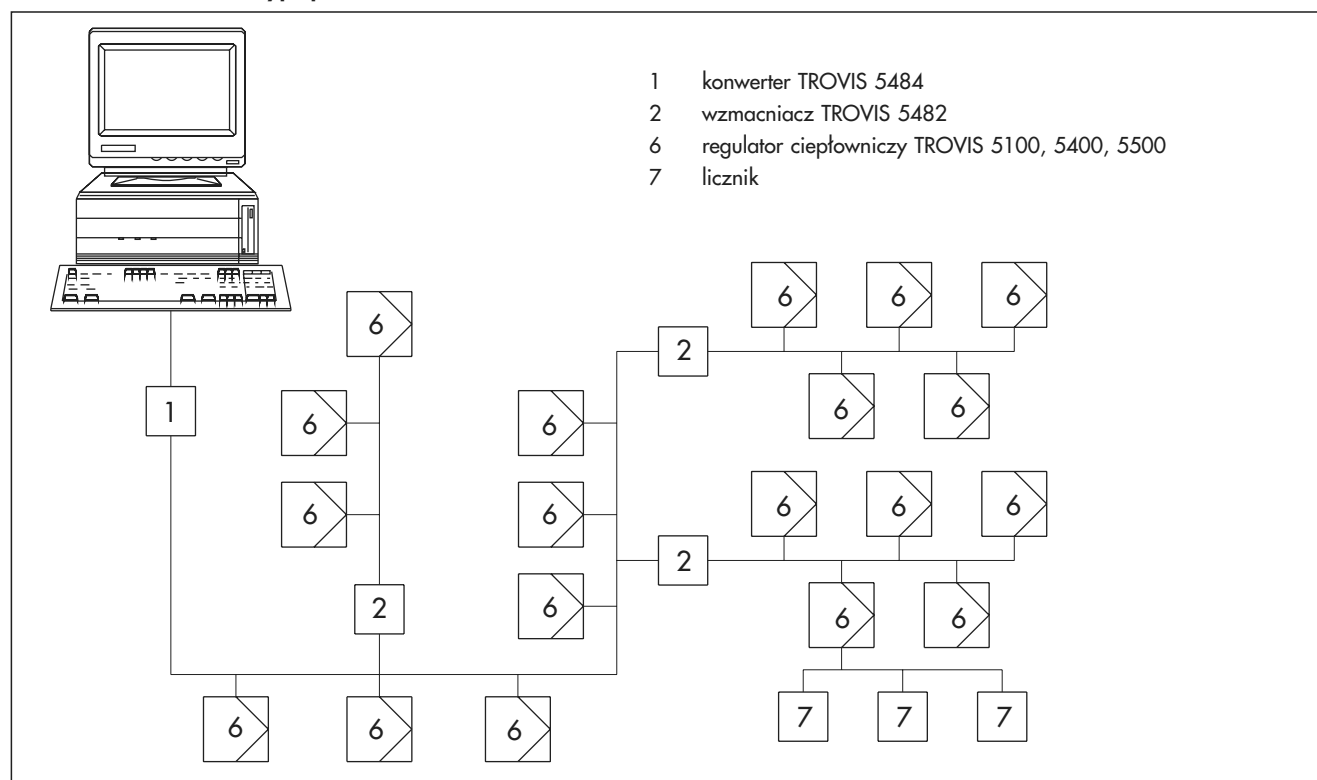 1 konwerter TROVIS 5484
2 wzmacniacz TROVIS 5482
6 regulator ciepłowniczy TROVIS 5100, 5400, 5500
7 licznik
6 6 6
6
2
1 6 6 6 6
6 6 6 6 6
2
6
2 6 6
6 6 6
7 7 7